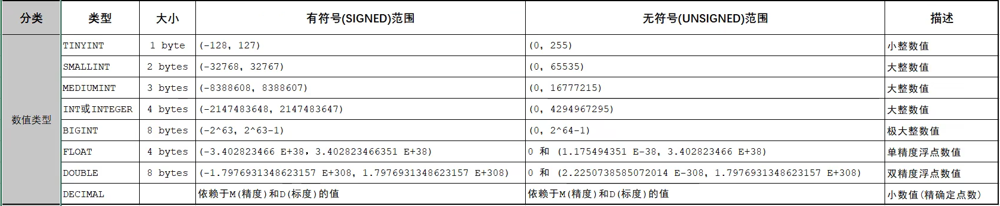 分类 类型 大小 有符号(SIGNED)范围 无符号(UNSIGNED)范围 描述
数值类型
TINYINT 1 byte (-128, 127) (0, 255) 小整数值
SMALLINT 2 bytes (-32768, 32767) (0, 65535) 大整数值
MEDIUMINT 3 bytes (-8388608, 8388607) (0, 16777215) 大整数值
INT或INTEGER 4 bytes (-2147483648, 2147483647) (0, 4294967295) 大整数值
BIGINT 8 bytes (-2^63, 2^63-1) (0, 2^64-1) 极大整数值
FLOAT 4 bytes (-3.402823466 E+38, 3.402823466351 E+38) 0 和 (1.175494351 E-38, 3.402823466 E+38) 单精度浮点数值
DOUBLE 8 bytes (-1.7976931348623157 E+308, 1.7976931348623157 E+308) 0 和 (2.2250738585072014 E-308, 1.7976931348623157 E+308) 双精度浮点数值
DECIMAL 依赖于M(精度)和D(标度)的值 依赖于M(精度)和D(标度)的值 小数值(精确定点数)